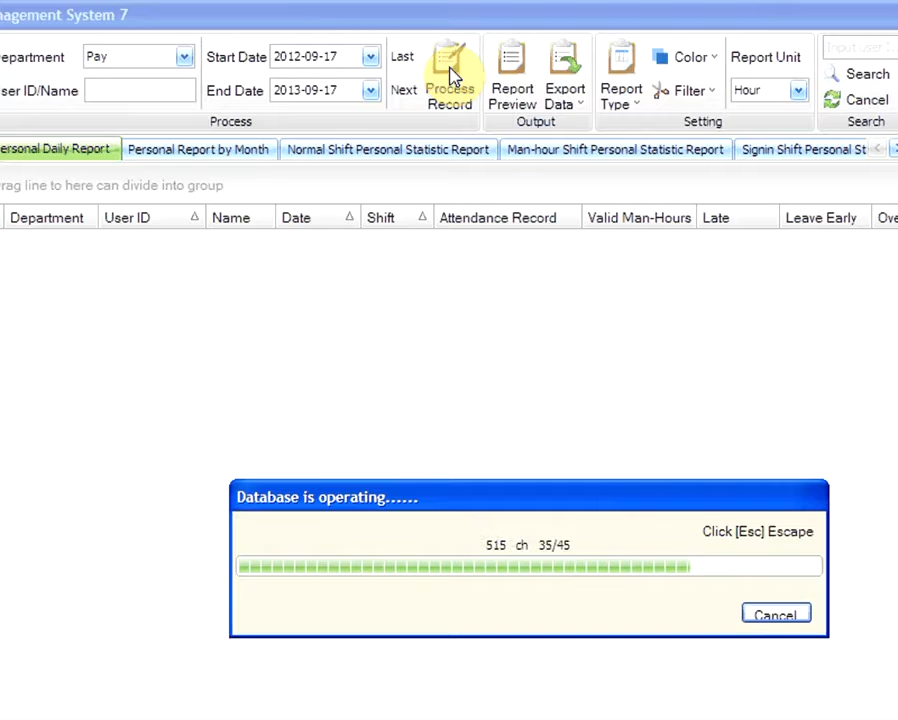 nagement System 7
epartment Pay Start Date 2012-09-17 Last
ser ID/Name End Date 2013-09-17 Next
Process Record
Process
Report Preview
Export Data
Output
Report Type
Color
Filter
Report Unit
Hour
Setting
Search
Cancel
Search
ersonal Daily Report Personal Report by Month Normal Shift Personal Statistic Report Man-hour Shift Personal Statistic Report Signin Shift Personal St
rag line to here can divide into group
Department User ID Name Date Shift Attendance Record Valid Man-Hours Late Leave Early Ove
Database is operating......
Click [Esc] Escape
515 ch 35/45
Cancel